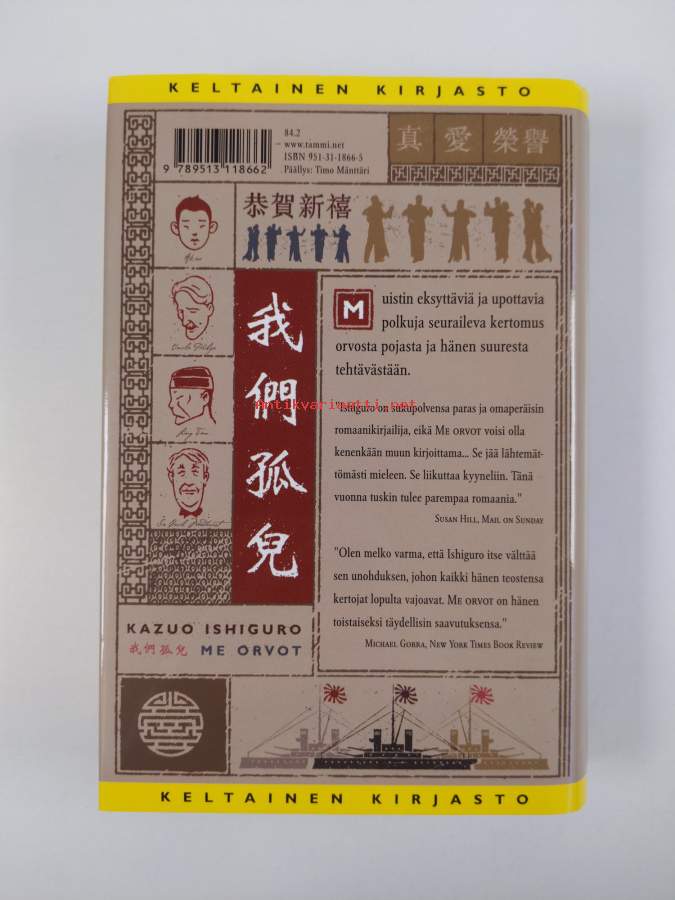 KELTAINEN KIRJASTO
9 789513 118662
84.2
www.tammi.net
ISBN 951-31-1866-5
Päällys: Timo Mänttäri
真愛榮譽
恭賀新禧
我們孤兒
Muistin eksyttäviä ja upottavia
polkuja seuraileva kertomus
orvosta pojasta ja hänen suuresta
tehtävästään.
Antikvariaatti.net
"Ishiguro on sukupolvensa paras ja omaperäisin
romaanikirjailija, eikä ME ORVOT voisi olla
kenenkään muun kirjoittama... Se jää lähtemät-
tömästi mieleen. Se liikuttaa kyyneliin. Tänä
vuonna tuskin tulee parempaa romaania."
SUSAN HILL, MAIL ON SUNDAY
"Olen melko varma, että Ishiguro itse välttää
sen unohduksen, johon kaikki hänen teostensa
kertojat lopulta vajoavat. ME ORVOT on hänen
toistaiseksi täydellisin saavutuksensa."
MICHAEL GORRA, NEW YORK TIMES BOOK REVIEW
KAZUO ISHIGURO
我們孤兒 ME ORVOT
KELTAINEN KIRJASTO